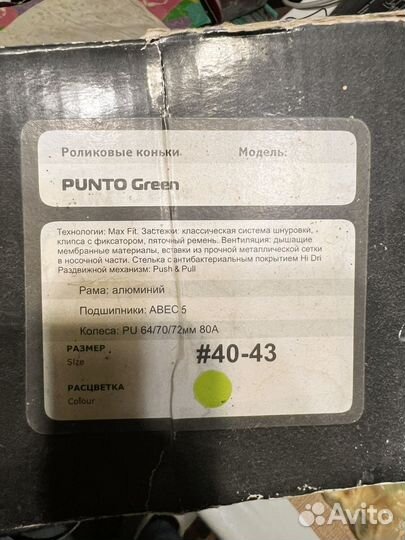 Роликовые коньки Модель:
PUNTO Green
Технологии: Max Fit. Застежки: классическая система шнуровки,
клипса с фиксатором, пяточный ремень. Вентиляция: дышащие
мембранные материалы, вставки из прочной металлической сетки
в носочной части. Стелька с антибактериальным покрытием Hi Dri
Раздвижной механизм: Push & Pull
Рама: алюминий
Подшипники: ABEC 5
Колеса: PU 64/70/72мм 80А
РАЗМЕР #40-43
Size
РАСЦВЕТКА
Colour
Avito